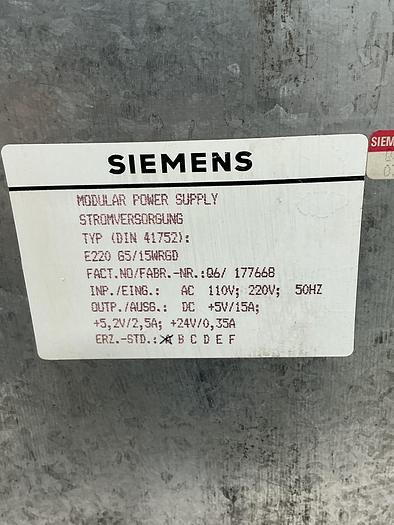 SIEMENS
MODULAR POWER SUPPLY
STROMVERSORGUNG
TYP (DIN 41752):
E220 G5/15WRGD
FACT.NO/FABR.-NR.:Q6/ 177668
INP./EING.: AC 110V; 220V; 50HZ
OUTP./AUSG.: DC +5V/15A;
+5,2V/2,5A; +24V/0,35A
ERZ.-STD.:A B C D E F
SIEM